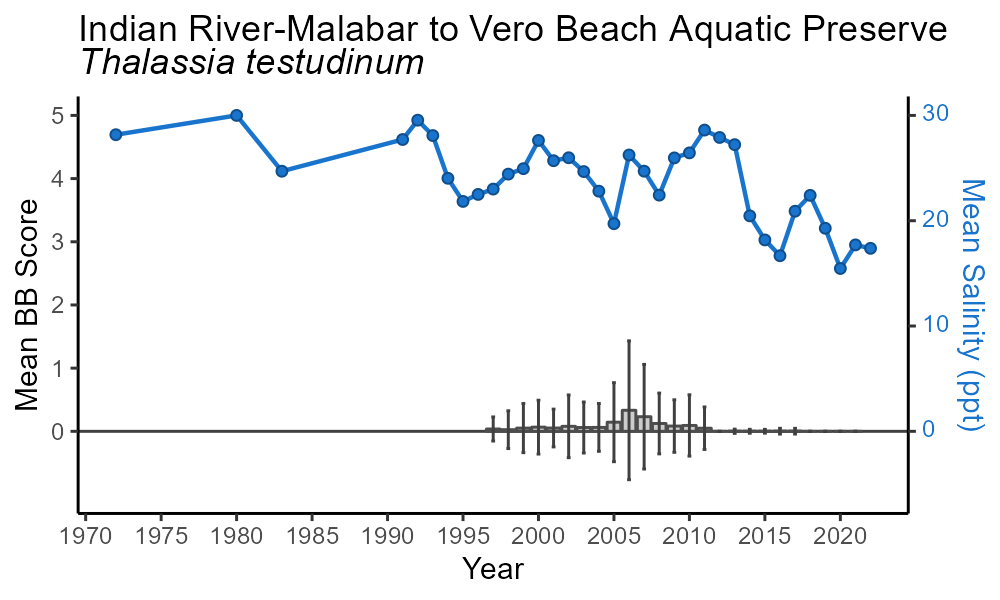 Indian River-Malabar to Vero Beach Aquatic Preserve
Thalassia testudinum
5
4
3
2
1
0
Mean BB Score
30
20
10
0
Mean Salinity (ppt)
1970 1975 1980 1985 1990 1995 2000 2005 2010 2015 2020
Year